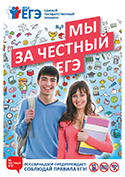 ЕГЭ
ЕДИНЫЙ
ГОСУДАРСТВЕННЫЙ
ЭКЗАМЕН
МЫ
ЗА ЧЕСТНЫЙ
ЕГЭ
РОСОБРНАДЗОР ПРЕДУПРЕЖДАЕТ:
СОБЛЮДАЙ ПРАВИЛА ЕГЭ!